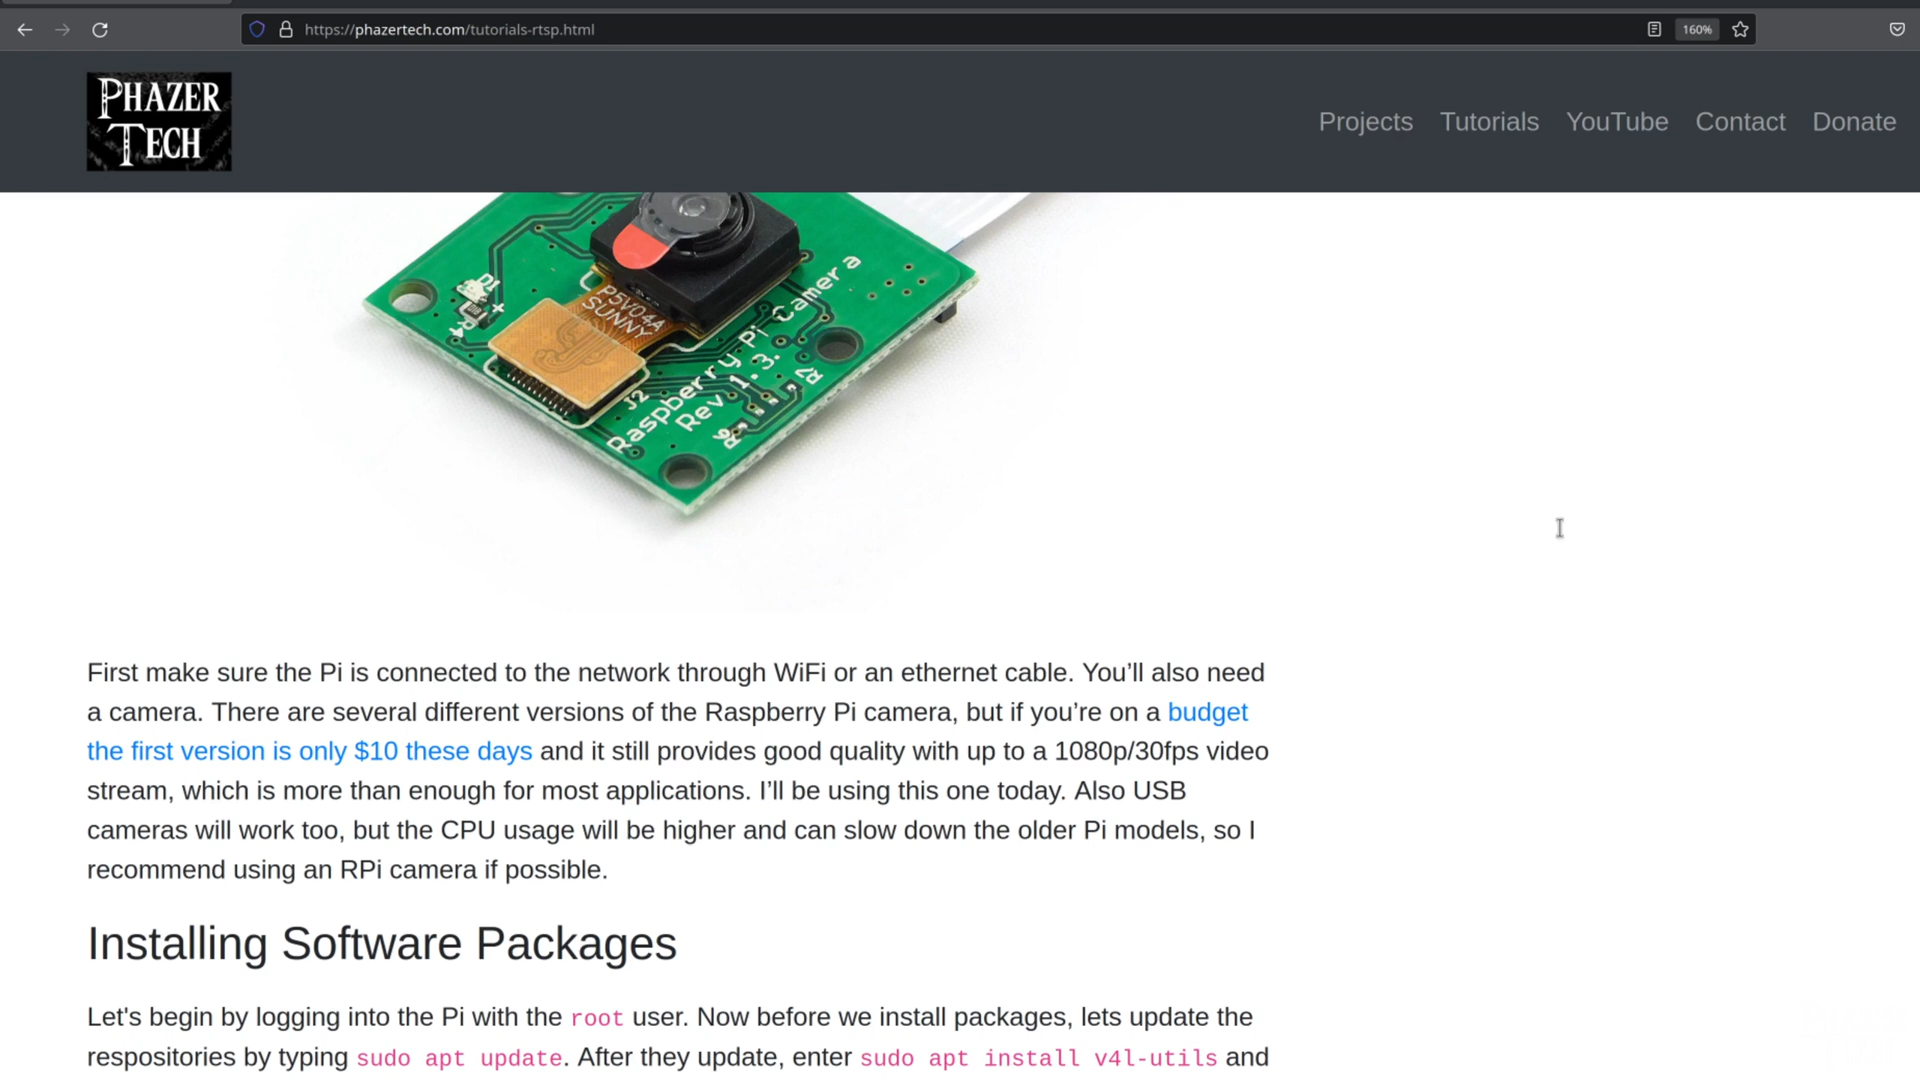 https://phazertech.com/tutorials-rtsp.html
160%
PHAZER
TECH
Projects Tutorials YouTube Contact Donate
D1
P5V04A
SUNNY
J2
Raspberry Pi Camera
Rev 1.3
R7
First make sure the Pi is connected to the network through WiFi or an ethernet cable. You’ll also need
a camera. There are several different versions of the Raspberry Pi camera, but if you’re on a budget
the first version is only $10 these days and it still provides good quality with up to a 1080p/30fps video
stream, which is more than enough for most applications. I’ll be using this one today. Also USB
cameras will work too, but the CPU usage will be higher and can slow down the older Pi models, so I
recommend using an RPi camera if possible.
Installing Software Packages
Let's begin by logging into the Pi with the root user. Now before we install packages, lets update the
respositories by typing sudo apt update. After they update, enter sudo apt install v4l-utils and